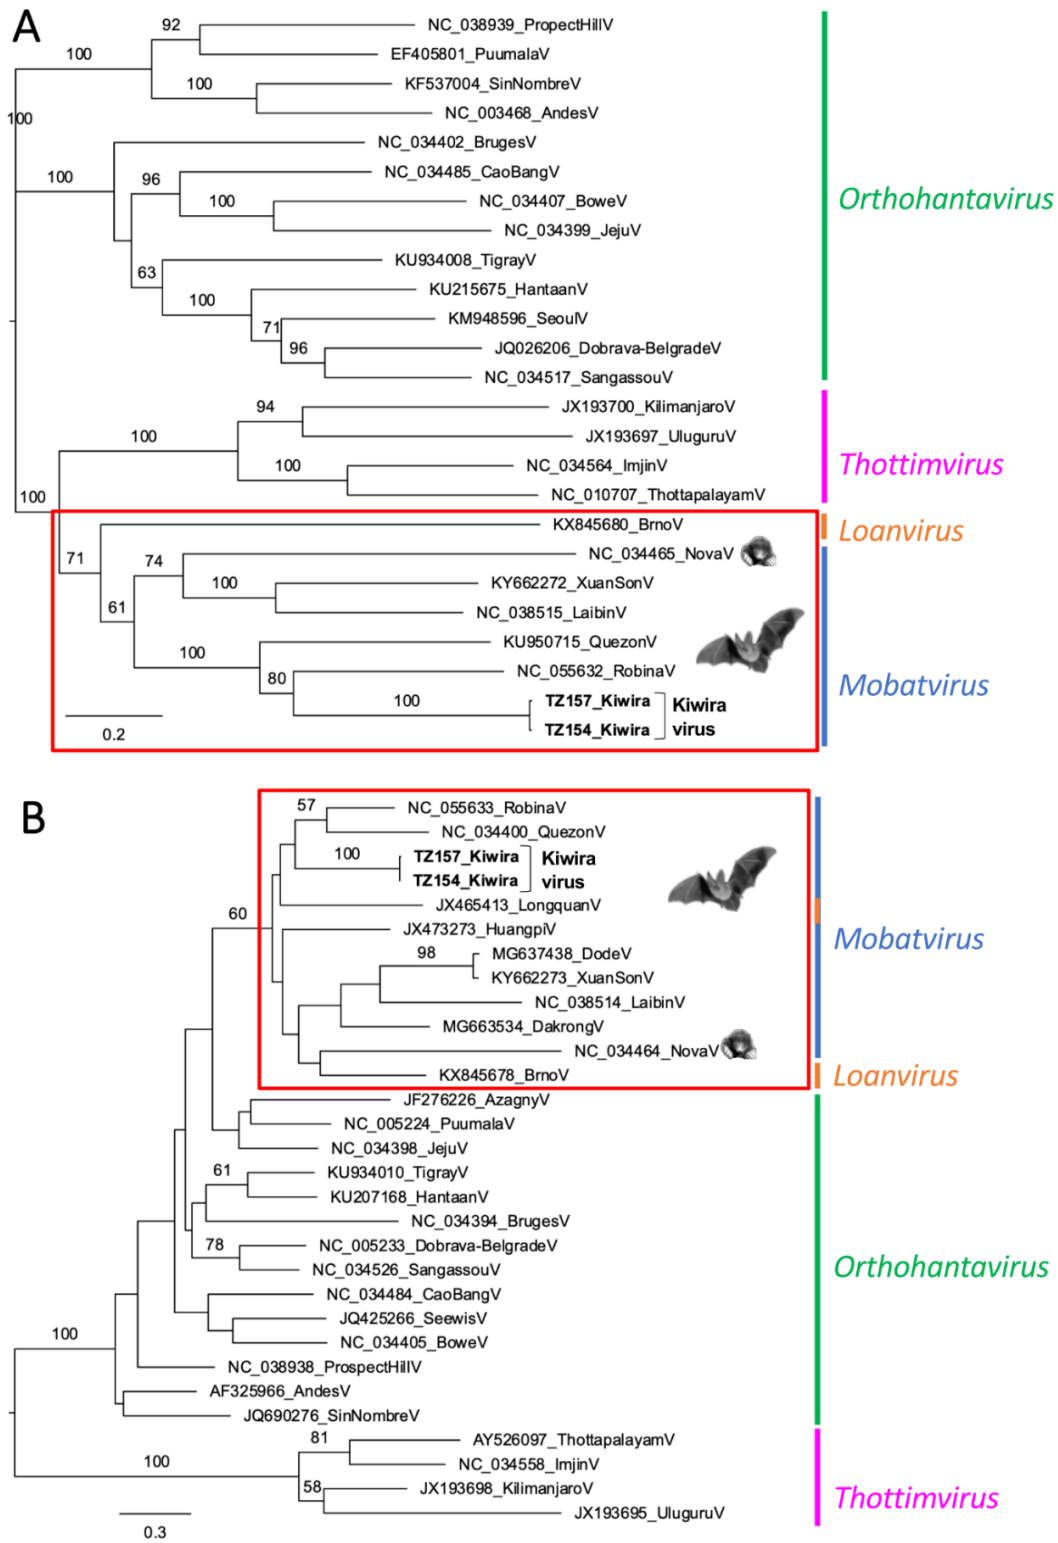 A
92
NC_038939_PropectHillV
100
EF405801_PuumalaV
100
KF537004_SinNombreV
NC_003468_AndesV
100
NC_034402_BrugesV
100
96
NC_034485_CaoBangV
100
NC_034407_BoweV
Orthohantavirus
NC_034399_JejuV
KU934008_TigrayV
63
100
KU215675_HantaanV
71
KM948596_SeoulV
96
JQ026206_Dobrava-BelgradeV
NC_034517_SangassouV
94
JX193700_KilimanjaroV
100
JX193697_UluguruV
100
NC_034564_ImjinV
Thottimvirus
100
NC_010707_ThottapalayamV
KX845680_BrnoV
Loanvirus
71
74
NC_034465_NovaV
100
KY662272_XuanSonV
61
NC_038515_LaibinV
100
KU950715_QuezonV
80
NC_055632_RobinaV
Mobatvirus
100
TZ157_Kiwira
TZ154_Kiwira
Kiwira
virus
0.2
B
57
NC_055633_RobinaV
NC_034400_QuezonV
100
TZ157_Kiwira
TZ154_Kiwira
Kiwira
virus
60
JX465413_LongquanV
JX473273_HuangpiV
Mobatvirus
98
MG637438_DodeV
KY662273_XuanSonV
NC_038514_LaibinV
MG663534_DakrongV
NC_034464_NovaV
KX845678_BrnoV
Loanvirus
JF276226_AzagnyV
NC_005224_PuumalaV
NC_034398_JejuV
61
KU934010_TigrayV
KU207168_HantaanV
NC_034394_BrugesV
78
NC_005233_Dobrava-BelgradeV
NC_034526_SangassouV
Orthohantavirus
NC_034484_CaoBangV
JQ425266_SeewisV
100
NC_034405_BoweV
NC_038938_ProspectHillV
AF325966_AndesV
JQ690276_SinNombreV
81
AY526097_ThottapalayamV
100
NC_034558_ImjinV
58
JX193698_KilimanjaroV
Thottimvirus
JX193695_UluguruV
0.3